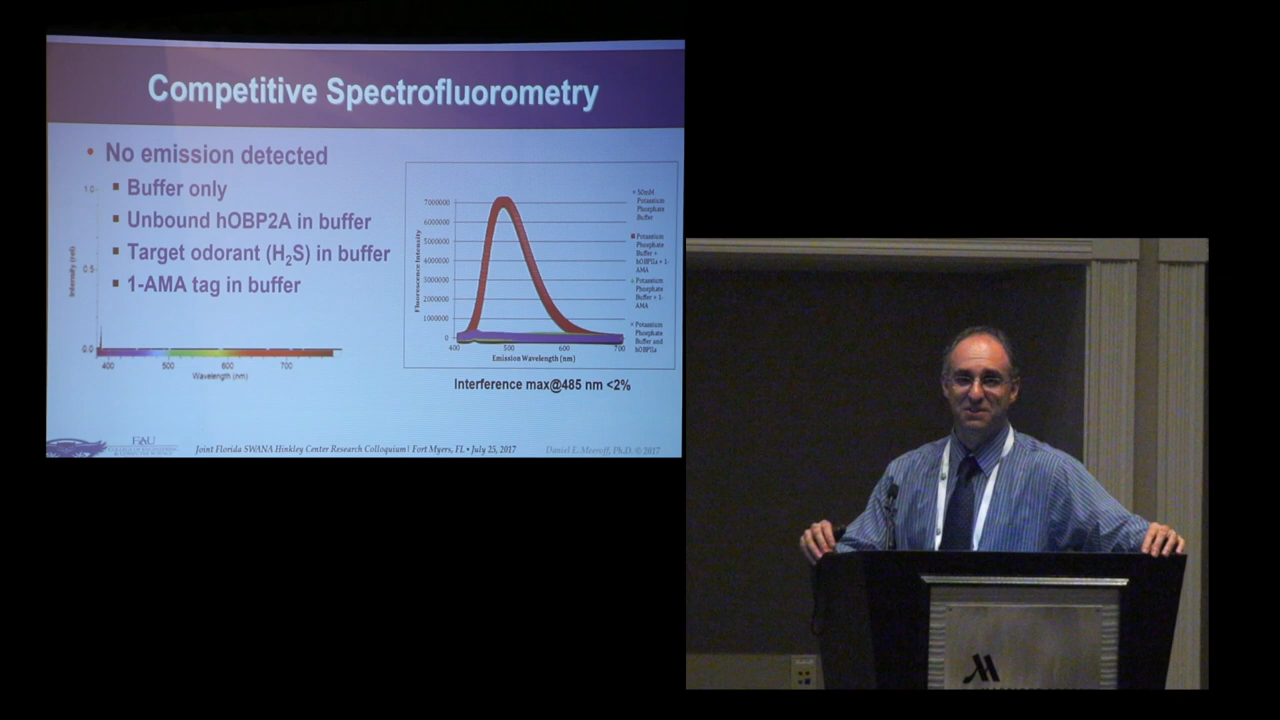 Competitive Spectrofluorometry
• No emission detected
▪ Buffer only
▪ Unbound hOBP2A in buffer
▪ Target odorant (H₂S) in buffer
▪ 1-AMA tag in buffer
1.0
0.5
0.0
Intensity (rel)
400 500 600 700
Wavelength (nm)
7000000
6000000
5000000
4000000
3000000
2000000
1000000
0
Fluorescence Intensity
400 500 600 700
Emission Wavelength (nm)
50mM
Potassium
Phosphate
Buffer
Potassium
Phosphate
Buffer +
hOBPIIa + 1-
AMA
Potassium
Phosphate
Buffer + 1-
AMA
Potassium
Phosphate
Buffer and
hOBPIIa
Interference max@485 nm <2%
FAU
Joint Florida SWANA Hinkley Center Research Colloquium | Fort Myers, FL • July 25, 2017
Daniel E. Meeroff, Ph.D. © 2017